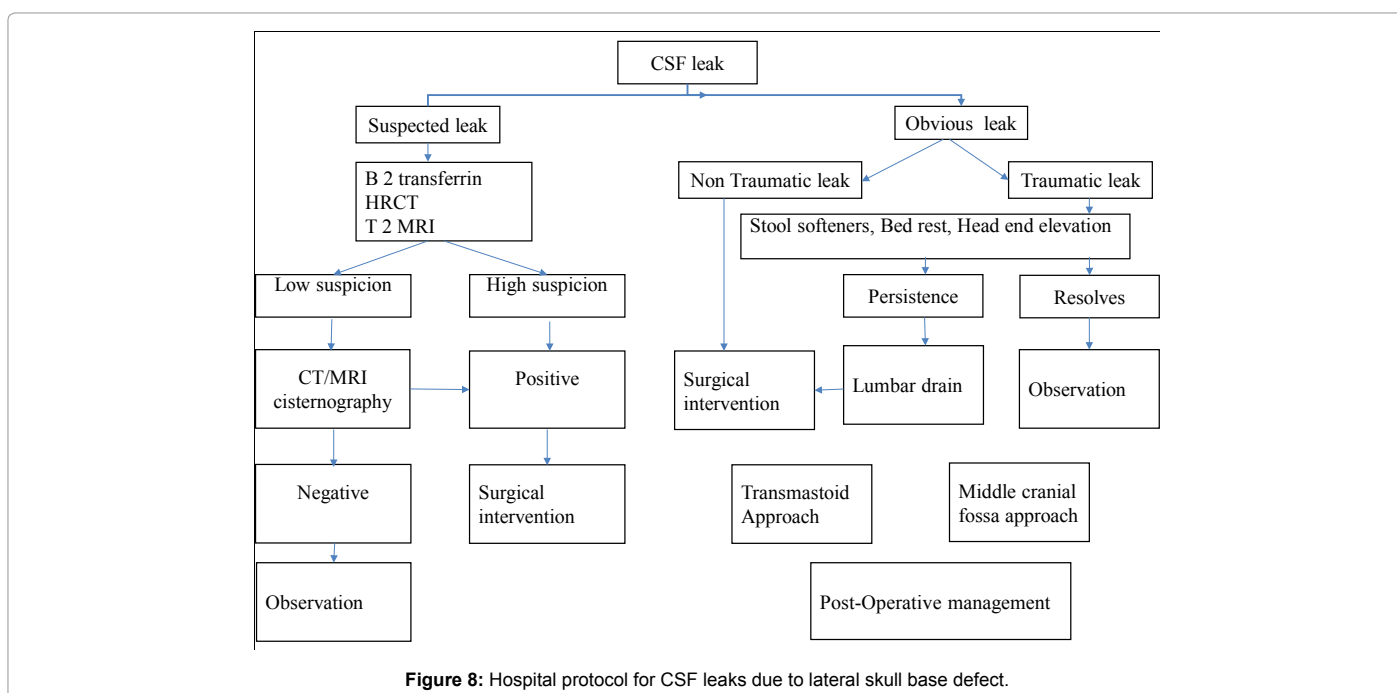 CSF leak
Suspected leak
Obvious leak
B 2 transferrin
HRCT
T 2 MRI
Non Traumatic leak
Traumatic leak
Stool softeners, Bed rest, Head end elevation
Low suspicion
High suspicion
Persistence
Resolves
CT/MRI
cisternography
Positive
Surgical
intervention
Lumbar drain
Observation
Negative
Surgical
intervention
Transmastoid
Approach
Middle cranial
fossa approach
Observation
Post-Operative management
Figure 8: Hospital protocol for CSF leaks due to lateral skull base defect.